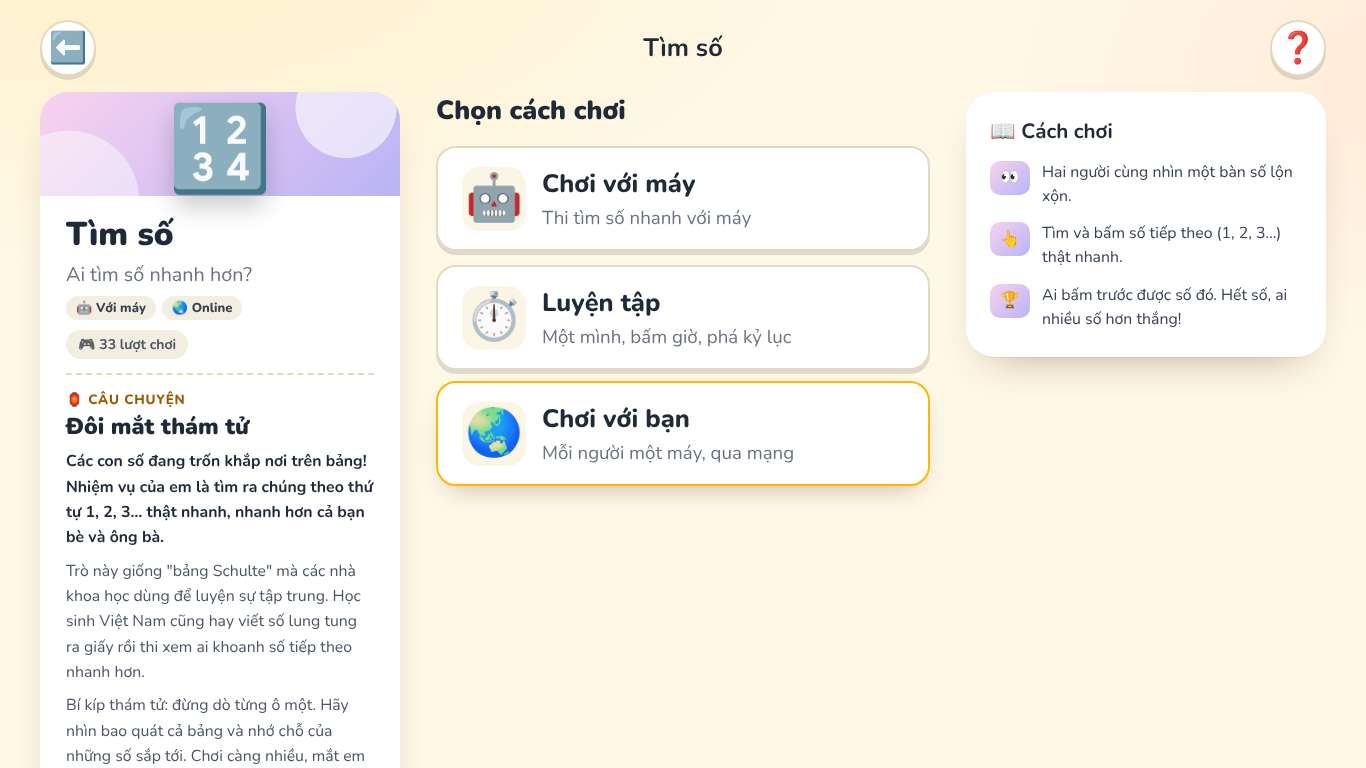 Tìm số
1 2
3 4
Tìm số
Ai tìm số nhanh hơn?
Với máy
Online
33 lượt chơi
CÂU CHUYỆN
Đôi mắt thám tử
Các con số đang trốn khắp nơi trên bảng!
Nhiệm vụ của em là tìm ra chúng theo thứ
tự 1, 2, 3... thật nhanh, nhanh hơn cả bạn
bè và ông bà.
Trò này giống "bảng Schulte" mà các nhà
khoa học dùng để luyện sự tập trung. Học
sinh Việt Nam cũng hay viết số lung tung
ra giấy rồi thi xem ai khoanh số tiếp theo
nhanh hơn.
Bí kíp thám tử: đừng dò từng ô một. Hãy
nhìn bao quát cả bảng và nhớ chỗ của
những số sắp tới. Chơi càng nhiều, mắt em
Chọn cách chơi
Chơi với máy
Thi tìm số nhanh với máy
Luyện tập
Một mình, bấm giờ, phá kỷ lục
Chơi với bạn
Mỗi người một máy, qua mạng
Cách chơi
Hai người cùng nhìn một bàn số lộn
xộn.
Tìm và bấm số tiếp theo (1, 2, 3...)
thật nhanh.
Ai bấm trước được số đó. Hết số, ai
nhiều số hơn thắng!